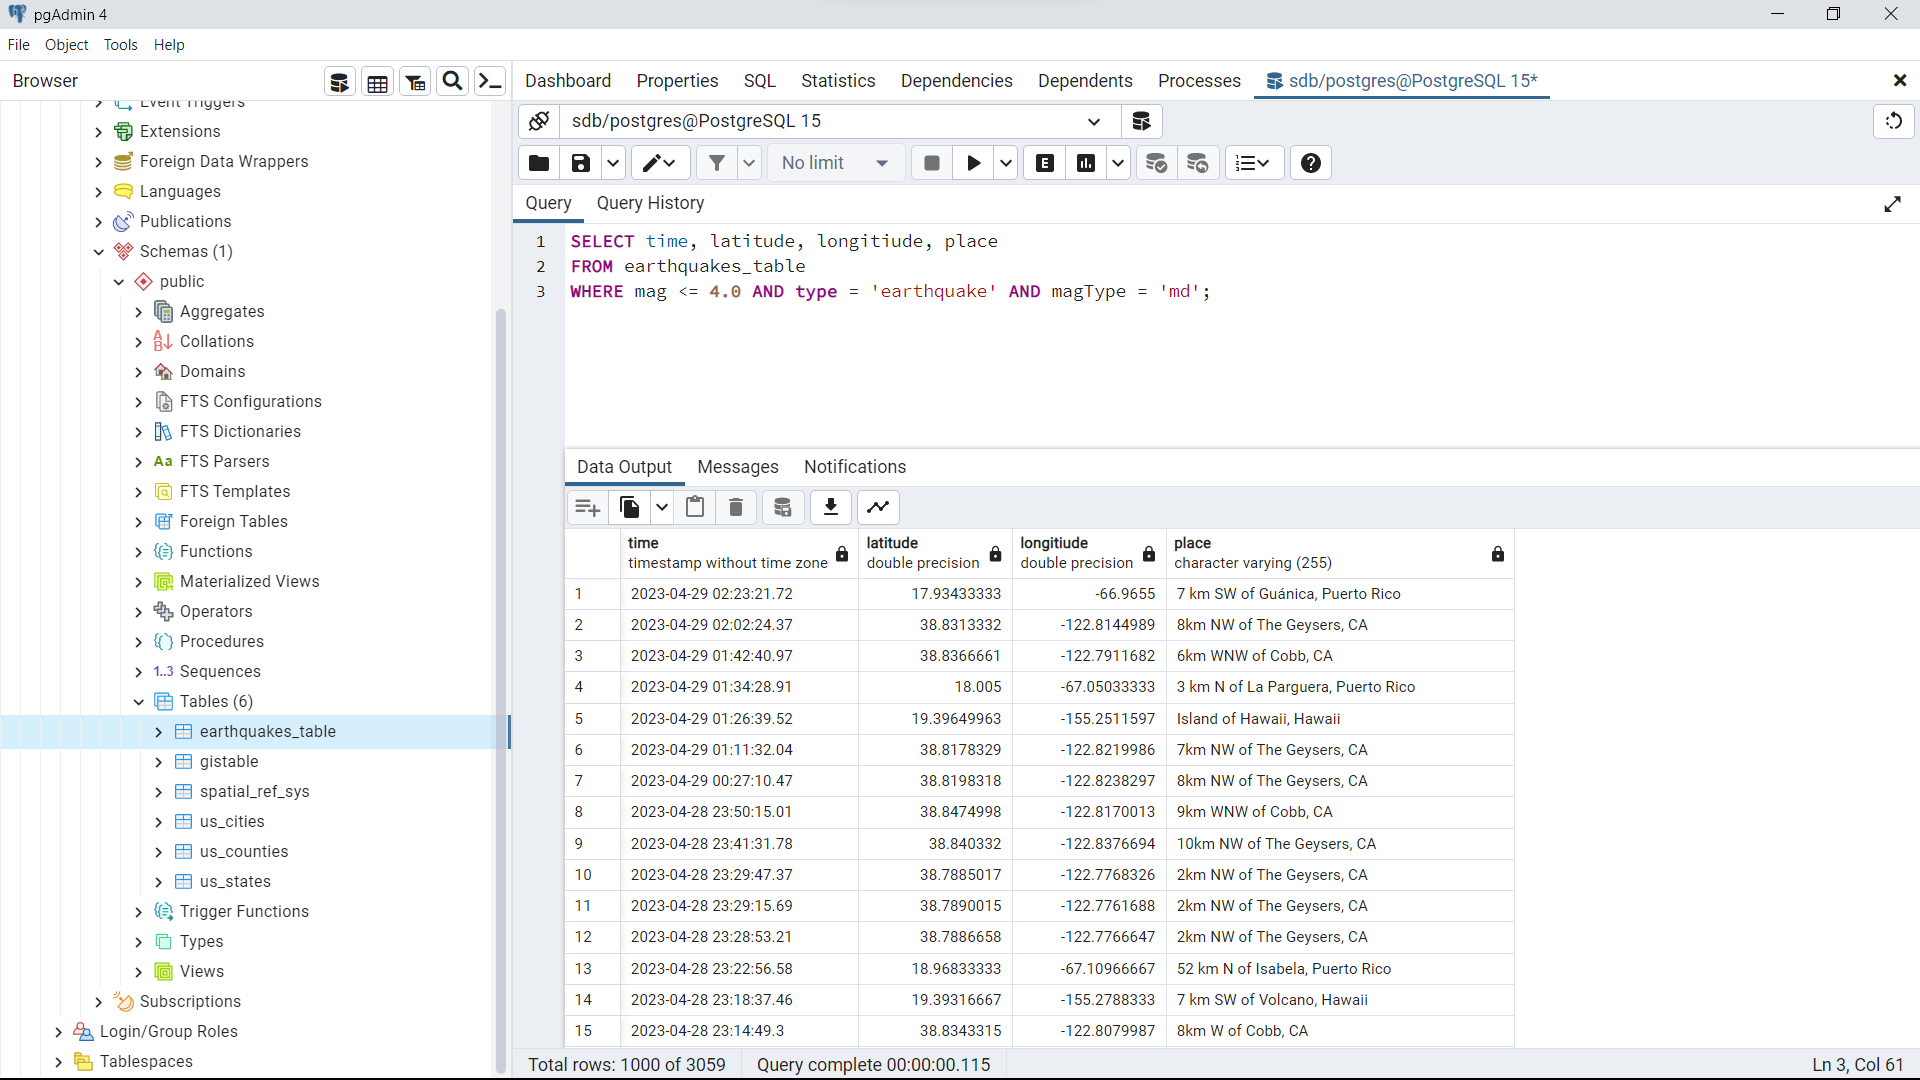 pgAdmin 4
File Object Tools Help
Browser
Dashboard Properties SQL Statistics Dependencies Dependents Processes sdb/postgres@PostgreSQL 15*
Event Triggers
Extensions
Foreign Data Wrappers
Languages
Publications
Schemas (1)
public
Aggregates
Collations
Domains
FTS Configurations
FTS Dictionaries
Aa FTS Parsers
FTS Templates
Foreign Tables
Functions
Materialized Views
Operators
Procedures
1..3 Sequences
Tables (6)
earthquakes_table
gistable
spatial_ref_sys
us_cities
us_counties
us_states
Trigger Functions
Types
Views
Subscriptions
Login/Group Roles
Tablespaces
sdb/postgres@PostgreSQL 15
No limit E
Query Query History
1 SELECT time, latitude, longitiude, place
2 FROM earthquakes_table
3 WHERE mag <= 4.0 AND type = 'earthquake' AND magType = 'md';
Data Output Messages Notifications
time latitude longitiude place
timestamp without time zone double precision double precision character varying (255)
1 2023-04-29 02:23:21.72 17.93433333 -66.9655 7 km SW of Guánica, Puerto Rico
2 2023-04-29 02:02:24.37 38.8313332 -122.8144989 8km NW of The Geysers, CA
3 2023-04-29 01:42:40.97 38.8366661 -122.7911682 6km WNW of Cobb, CA
4 2023-04-29 01:34:28.91 18.005 -67.05033333 3 km N of La Parguera, Puerto Rico
5 2023-04-29 01:26:39.52 19.39649963 -155.2511597 Island of Hawaii, Hawaii
6 2023-04-29 01:11:32.04 38.8178329 -122.8219986 7km NW of The Geysers, CA
7 2023-04-29 00:27:10.47 38.8198318 -122.8238297 8km NW of The Geysers, CA
8 2023-04-28 23:50:15.01 38.8474998 -122.8170013 9km WNW of Cobb, CA
9 2023-04-28 23:41:31.78 38.840332 -122.8376694 10km NW of The Geysers, CA
10 2023-04-28 23:29:47.37 38.7885017 -122.7768326 2km NW of The Geysers, CA
11 2023-04-28 23:29:15.69 38.7890015 -122.7761688 2km NW of The Geysers, CA
12 2023-04-28 23:28:53.21 38.7886658 -122.7766647 2km NW of The Geysers, CA
13 2023-04-28 23:22:56.58 18.96833333 -67.10966667 52 km N of Isabela, Puerto Rico
14 2023-04-28 23:18:37.46 19.39316667 -155.2788333 7 km SW of Volcano, Hawaii
15 2023-04-28 23:14:49.3 38.8343315 -122.8079987 8km W of Cobb, CA
Total rows: 1000 of 3059 Query complete 00:00:00.115 Ln 3, Col 61